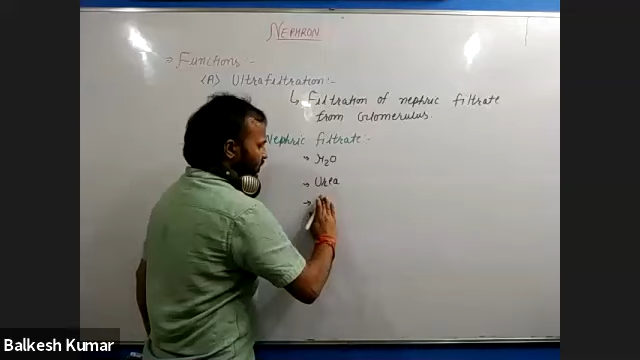 NEPHRON
Functions:-
(A) Ultrafiltration:-
↳ Filtration of nephric filtrate
from Glomerulus.
Nephric filtrate:-
→ H2O
→ Urea
→
Balkesh Kumar